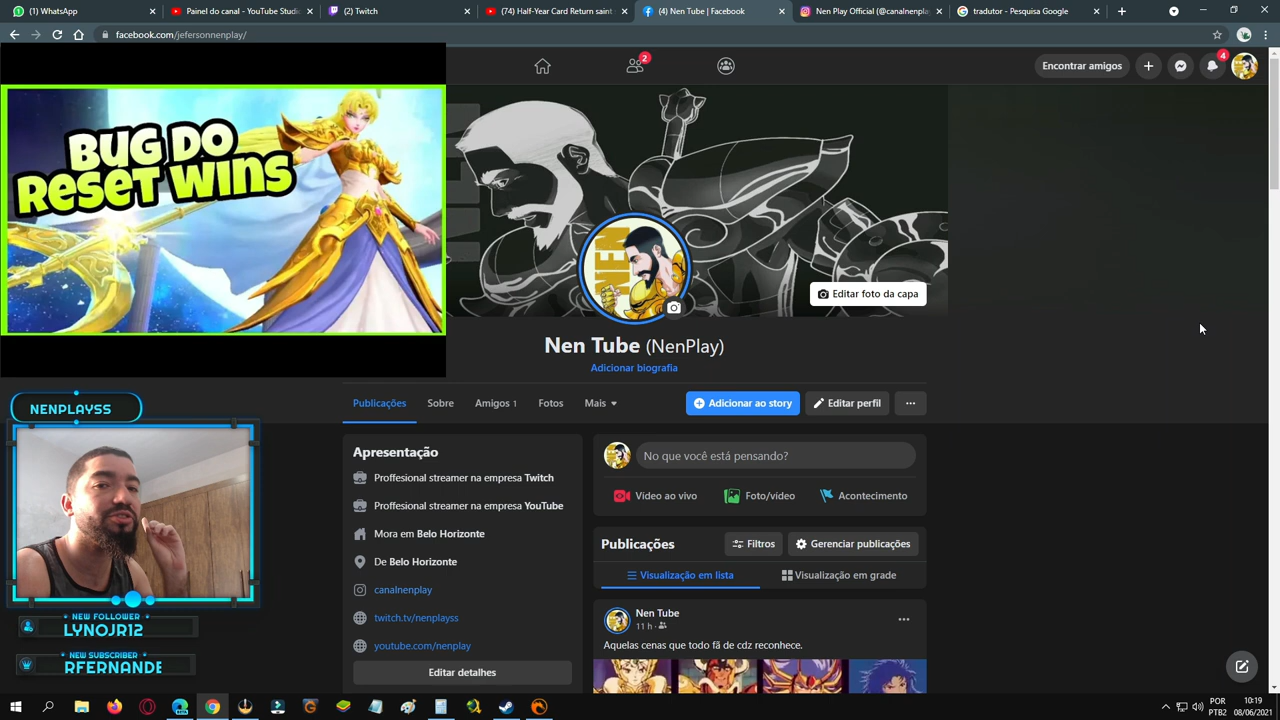 (1) WhatsApp
Painel do canal - YouTube Studi
(2) Twitch
(74) Half-Year Card Return saint
(4) Nen Tube | Facebook
Nen Play Official (@canalnenpla
tradutor - Pesquisa Google
facebook.com/jefersonnenplay/
2
Encontrar amigos
4
BUG DO
RESET WINS
NEN
Editar foto da capa
Nen Tube (NenPlay)
Adicionar biografia
Publicações
Sobre
Amigos 1
Fotos
Mais
Adicionar ao story
Editar perfil
NENPLAYSS
Apresentação
Proffesional streamer na empresa Twitch
Proffesional streamer na empresa YouTube
Mora em Belo Horizonte
De Belo Horizonte
canalnenplay
twitch.tv/nenplayss
youtube.com/nenplay
Editar detalhes
No que você está pensando?
Vídeo ao vivo
Foto/vídeo
Acontecimento
Publicações
Filtros
Gerenciar publicações
Visualização em lista
Visualização em grade
Nen Tube
11 h
Aquelas cenas que todo fã de cdz reconhece.
NEW FOLLOWER
LYNOJR12
NEW SUBSCRIBER
RFERNANDE
POR
PTB2
10:19
08/06/2021